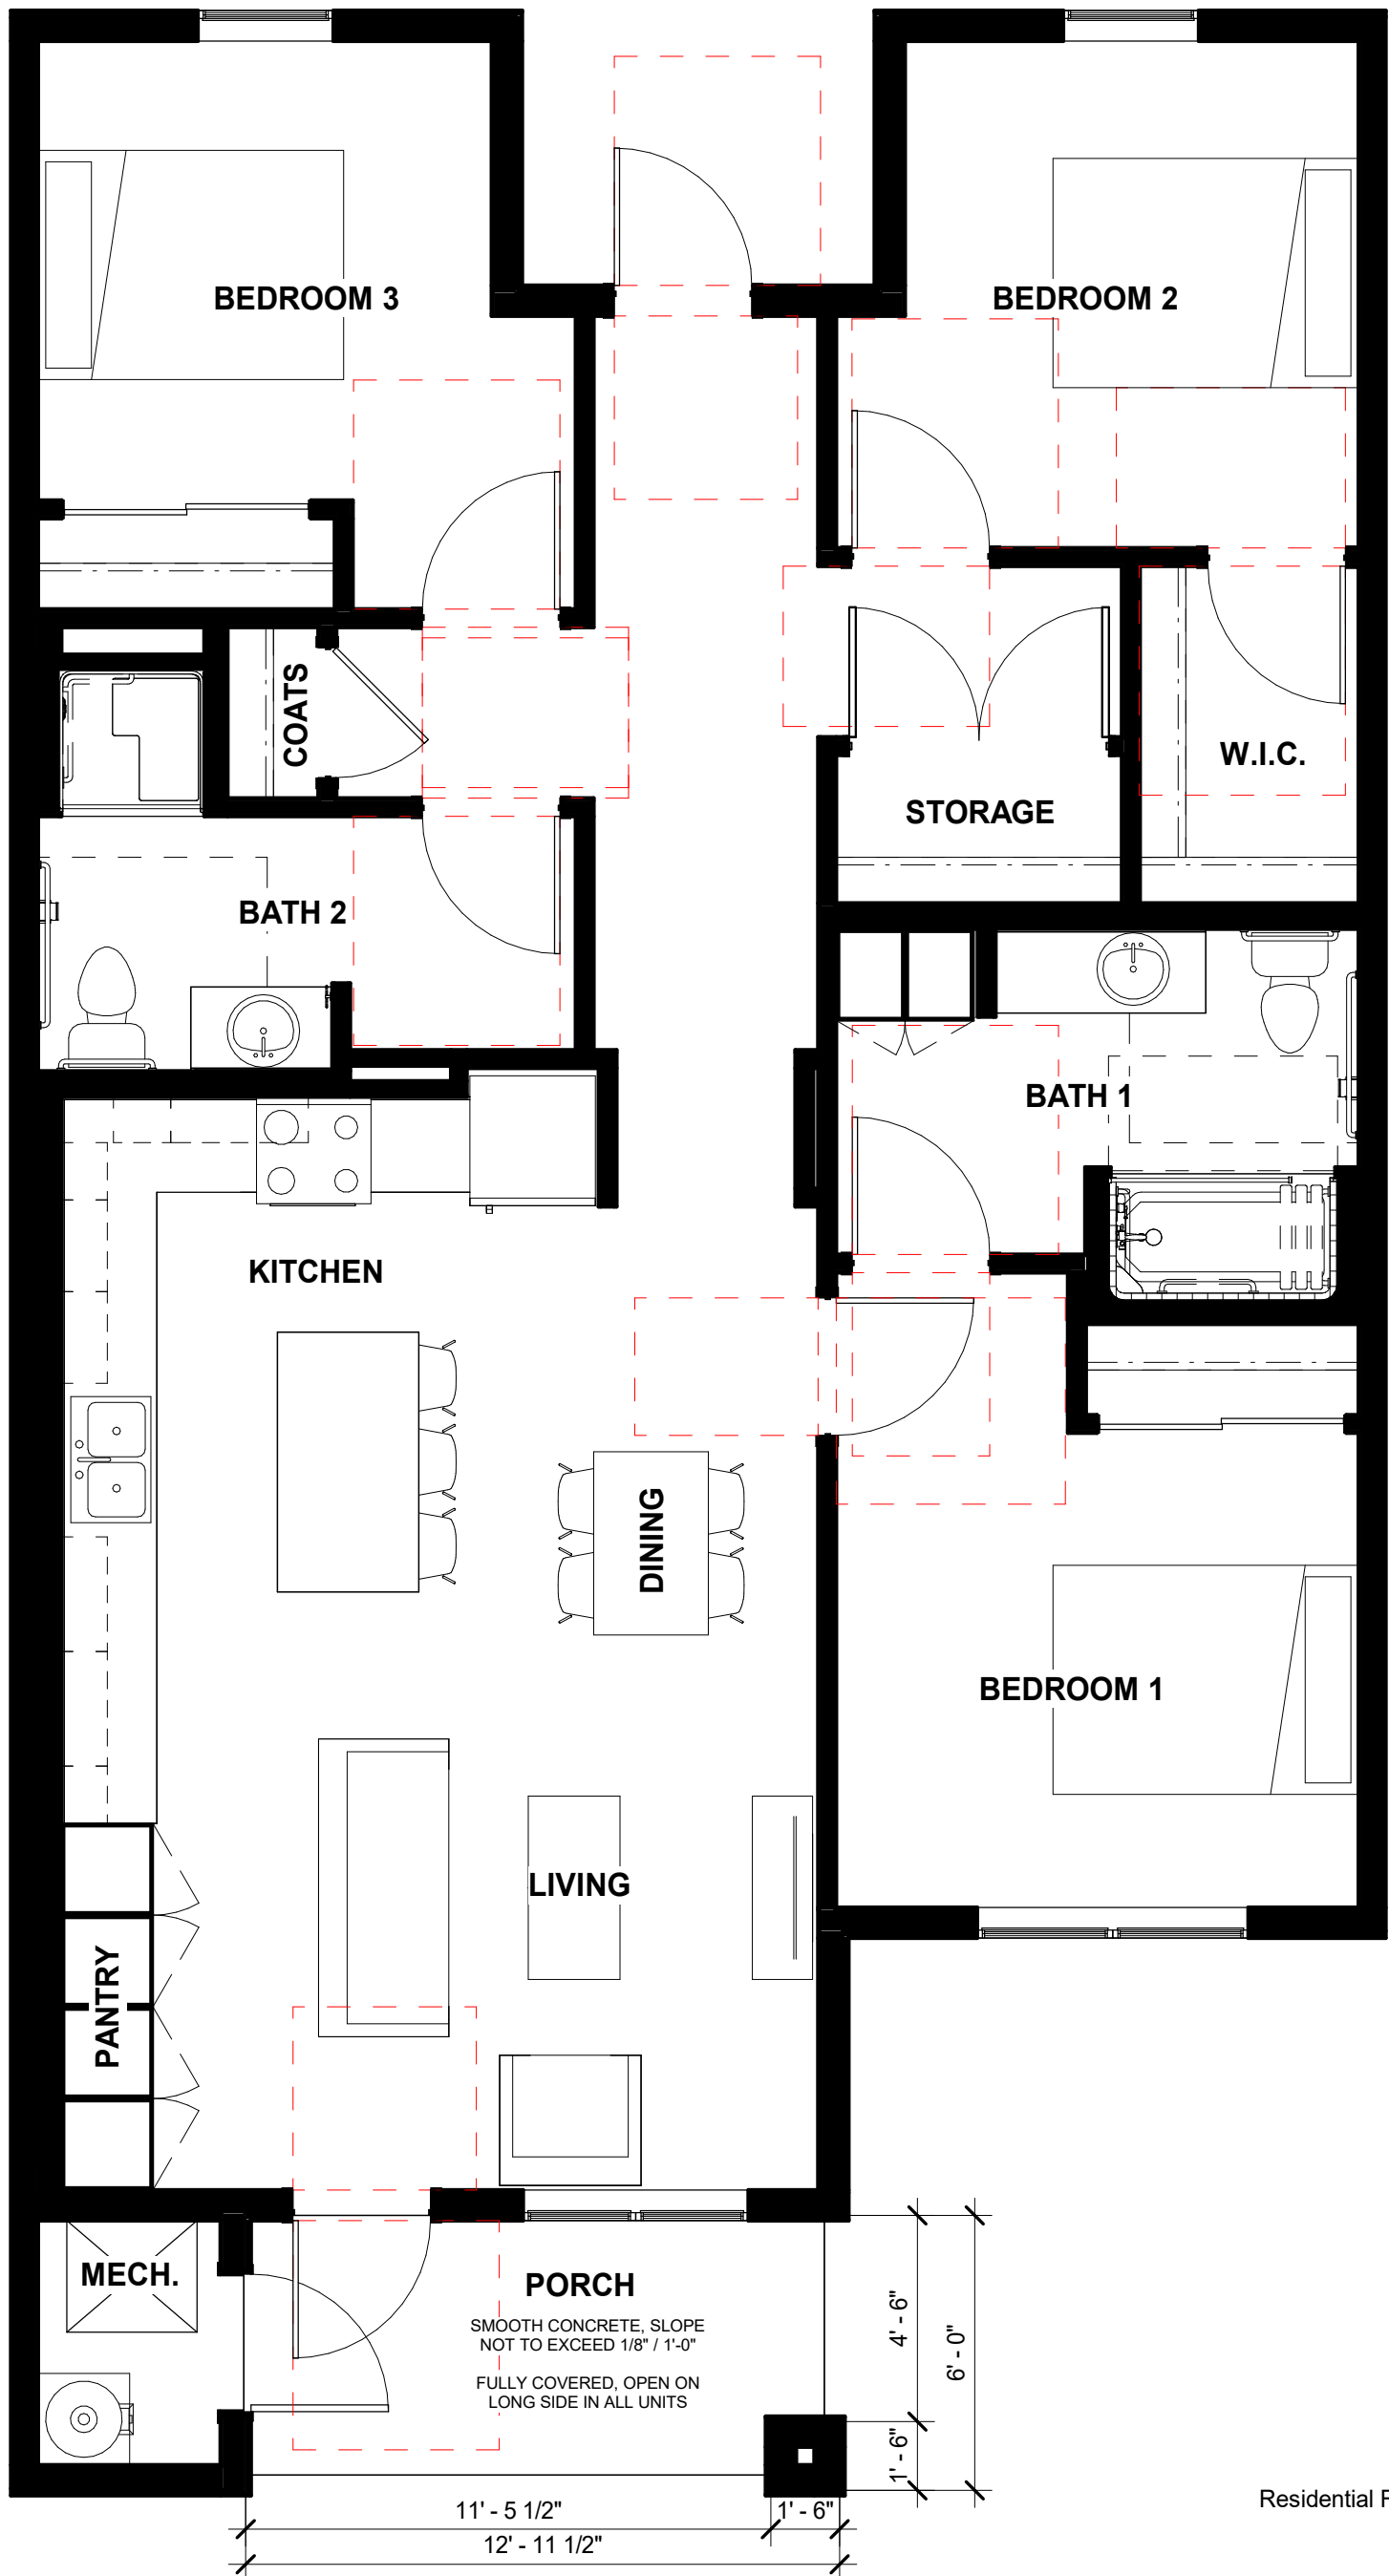 BEDROOM 3
BEDROOM 2
COATS
W.I.C.
STORAGE
BATH 2
BATH 1
KITCHEN
DINING
BEDROOM 1
LIVING
PANTRY
MECH.
PORCH
SMOOTH CONCRETE, SLOPE
NOT TO EXCEED 1/8" / 1'-0"
FULLY COVERED, OPEN ON
LONG SIDE IN ALL UNITS
4' - 6"
6' - 0"
1' - 6"
11' - 5 1/2"
1' - 6"
12' - 11 1/2"
Residential